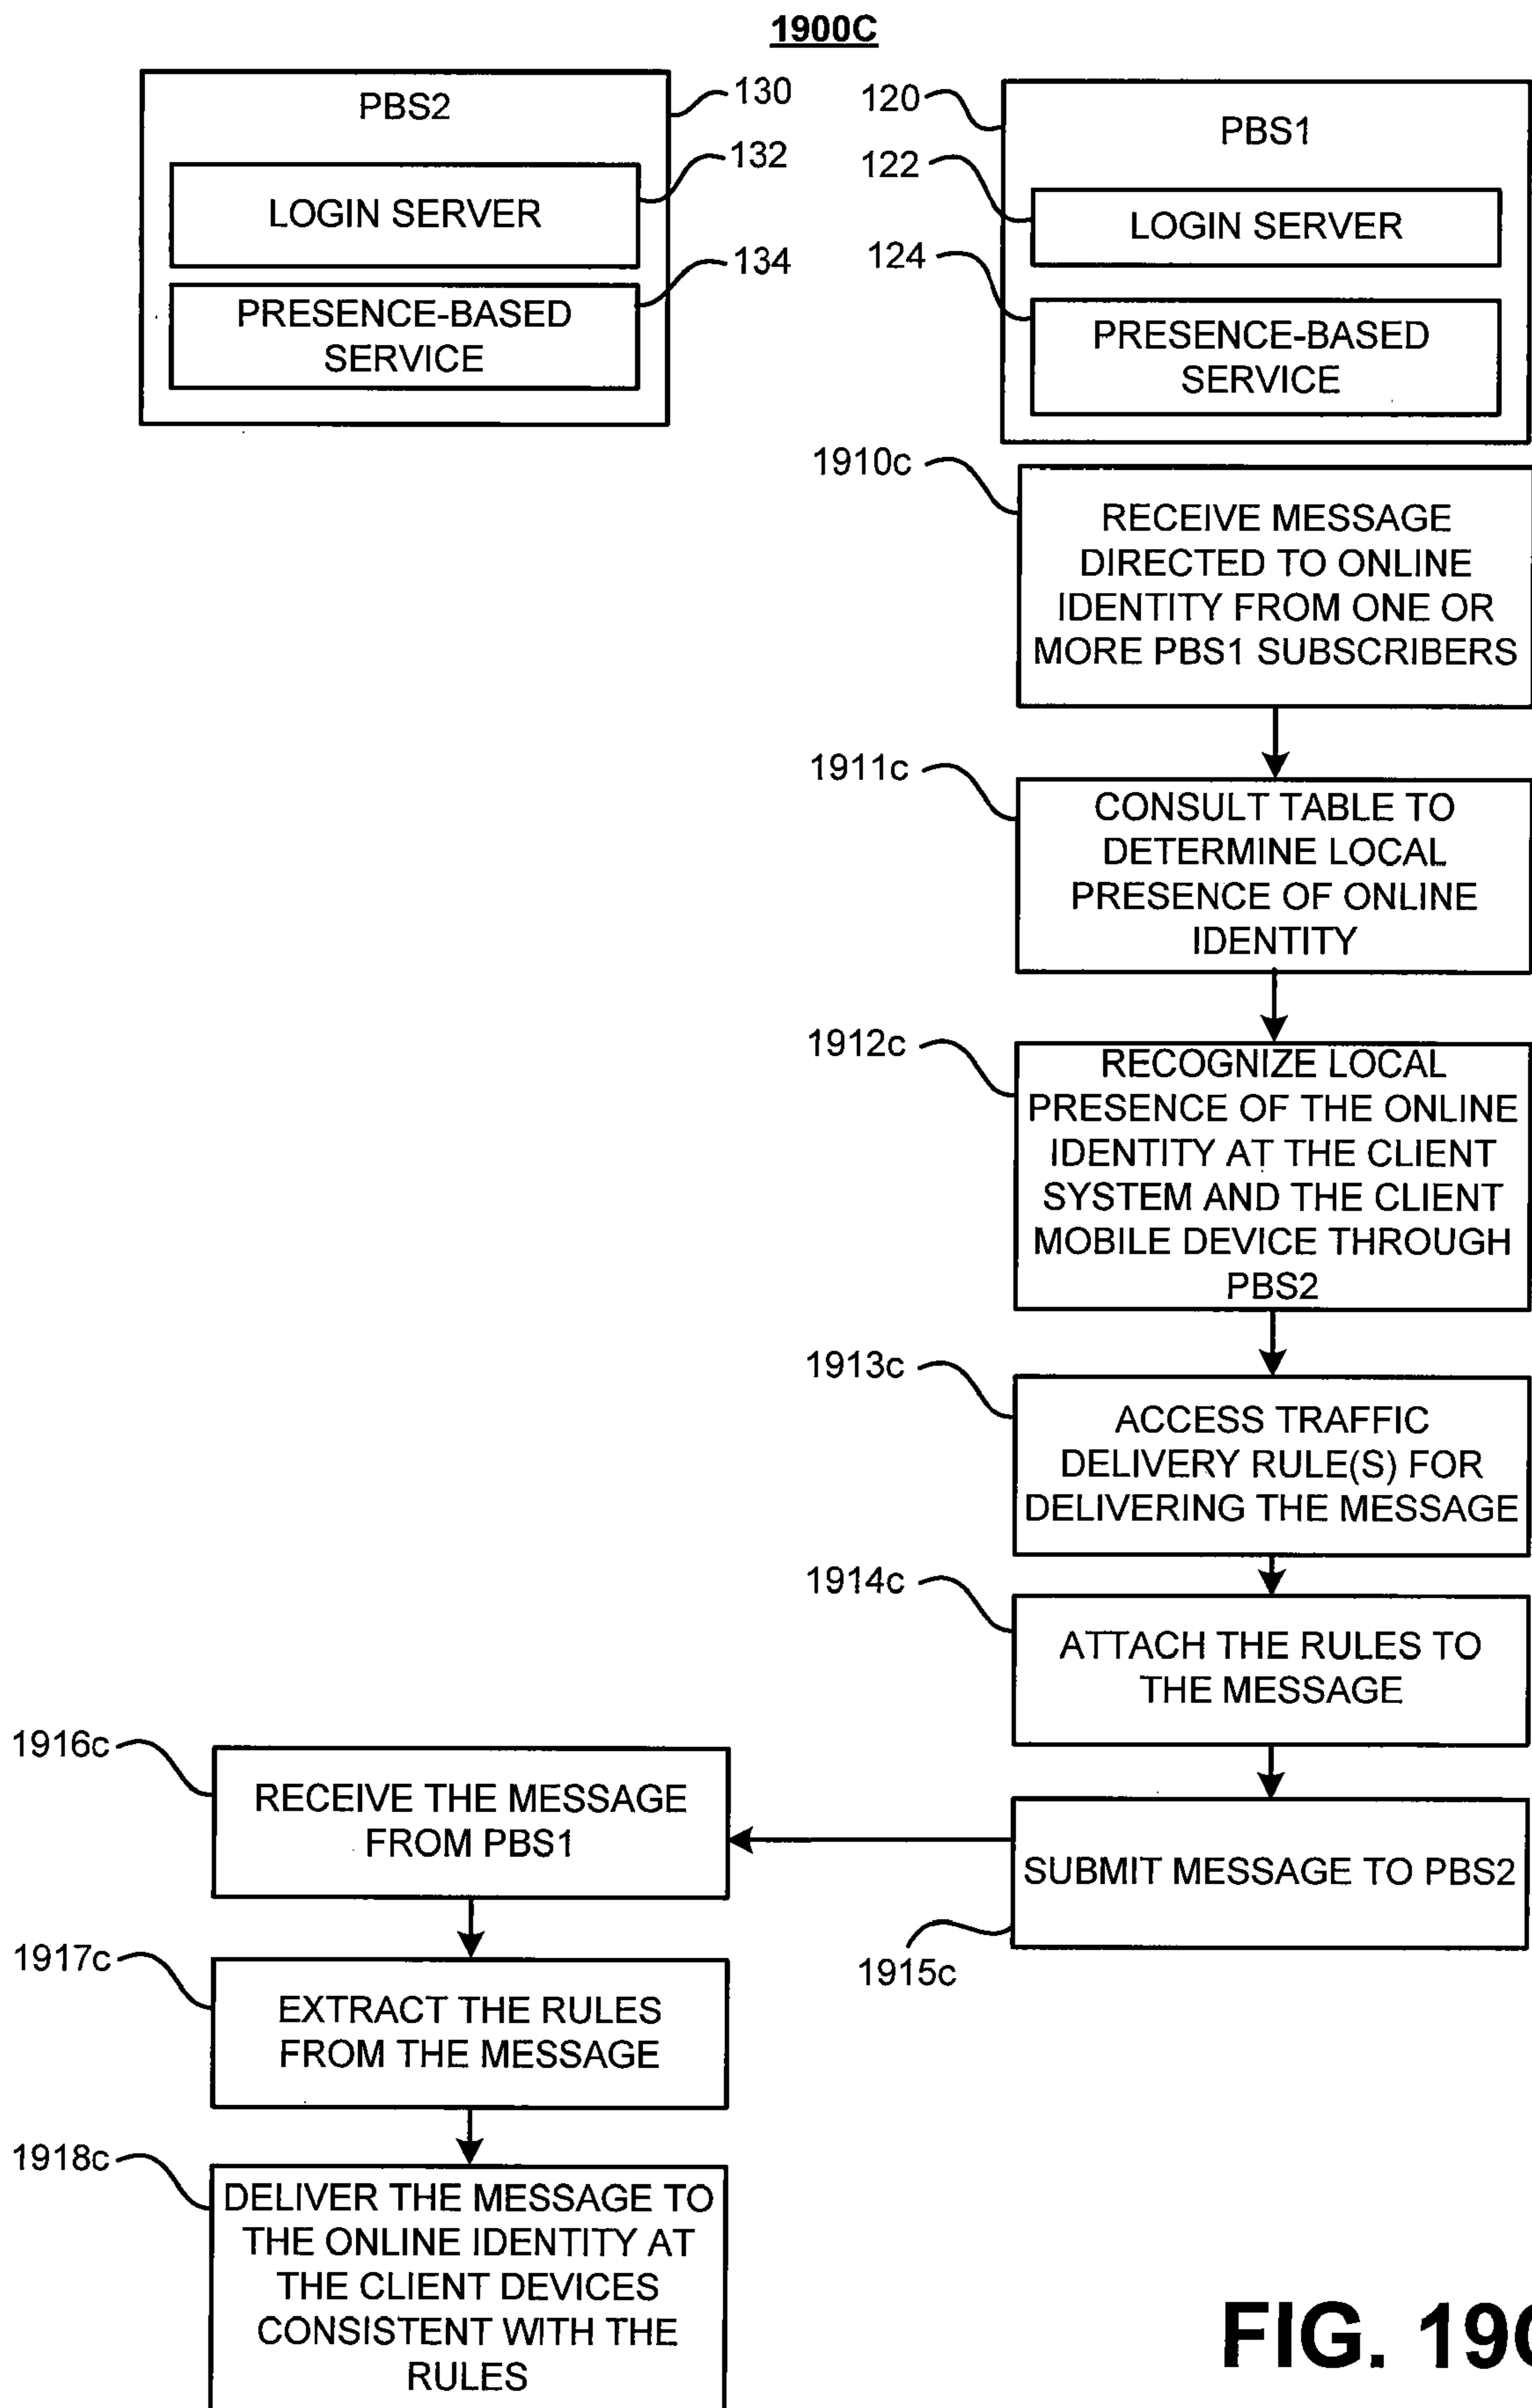 1900C
PBS2
130
LOGIN SERVER
132
PRESENCE-BASED
SERVICE
134
120
PBS1
122
LOGIN SERVER
124
PRESENCE-BASED
SERVICE
1910c
RECEIVE MESSAGE
DIRECTED TO ONLINE
IDENTITY FROM ONE OR
MORE PBS1 SUBSCRIBERS
1911c
CONSULT TABLE TO
DETERMINE LOCAL
PRESENCE OF ONLINE
IDENTITY
1912c
RECOGNIZE LOCAL
PRESENCE OF THE ONLINE
IDENTITY AT THE CLIENT
SYSTEM AND THE CLIENT
MOBILE DEVICE THROUGH
PBS2
1913c
ACCESS TRAFFIC
DELIVERY RULE(S) FOR
DELIVERING THE MESSAGE
1914c
ATTACH THE RULES TO
THE MESSAGE
SUBMIT MESSAGE TO PBS2
1915c
1916c
RECEIVE THE MESSAGE
FROM PBS1
1917c
EXTRACT THE RULES
FROM THE MESSAGE
1918c
DELIVER THE MESSAGE TO
THE ONLINE IDENTITY AT
THE CLIENT DEVICES
CONSISTENT WITH THE
RULES
FIG. 19C